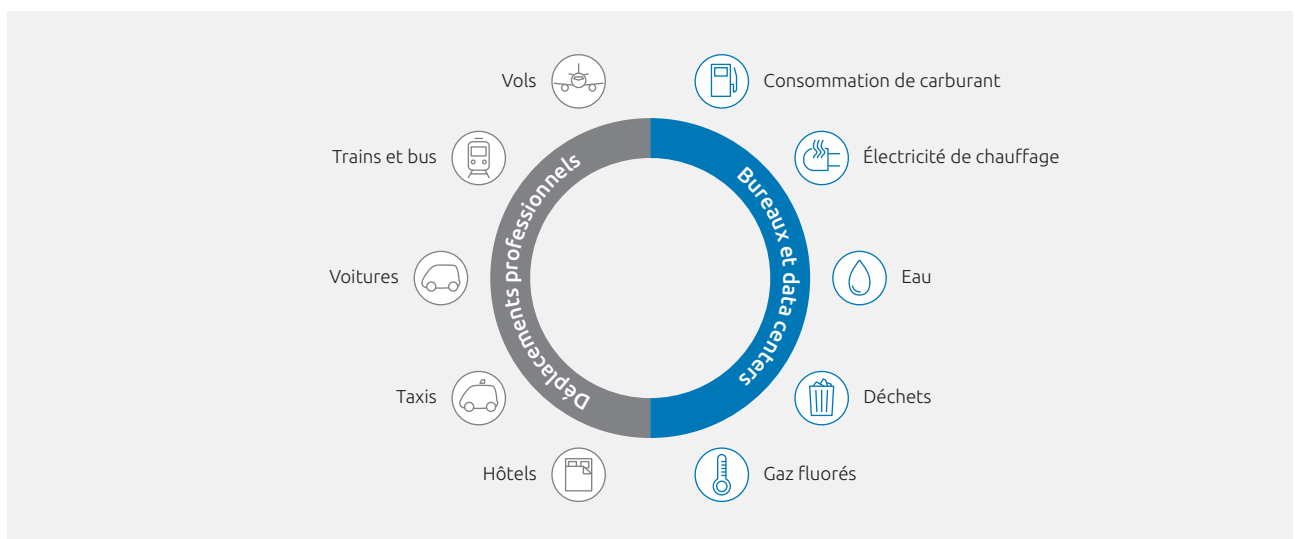 Vols
Consommation de carburant
Trains et bus
Électricité de chauffage
Voitures
Eau
Taxis
Déchets
Hôtels
Gaz fluorés
Déplacements professionnels
Bureaux et data centers